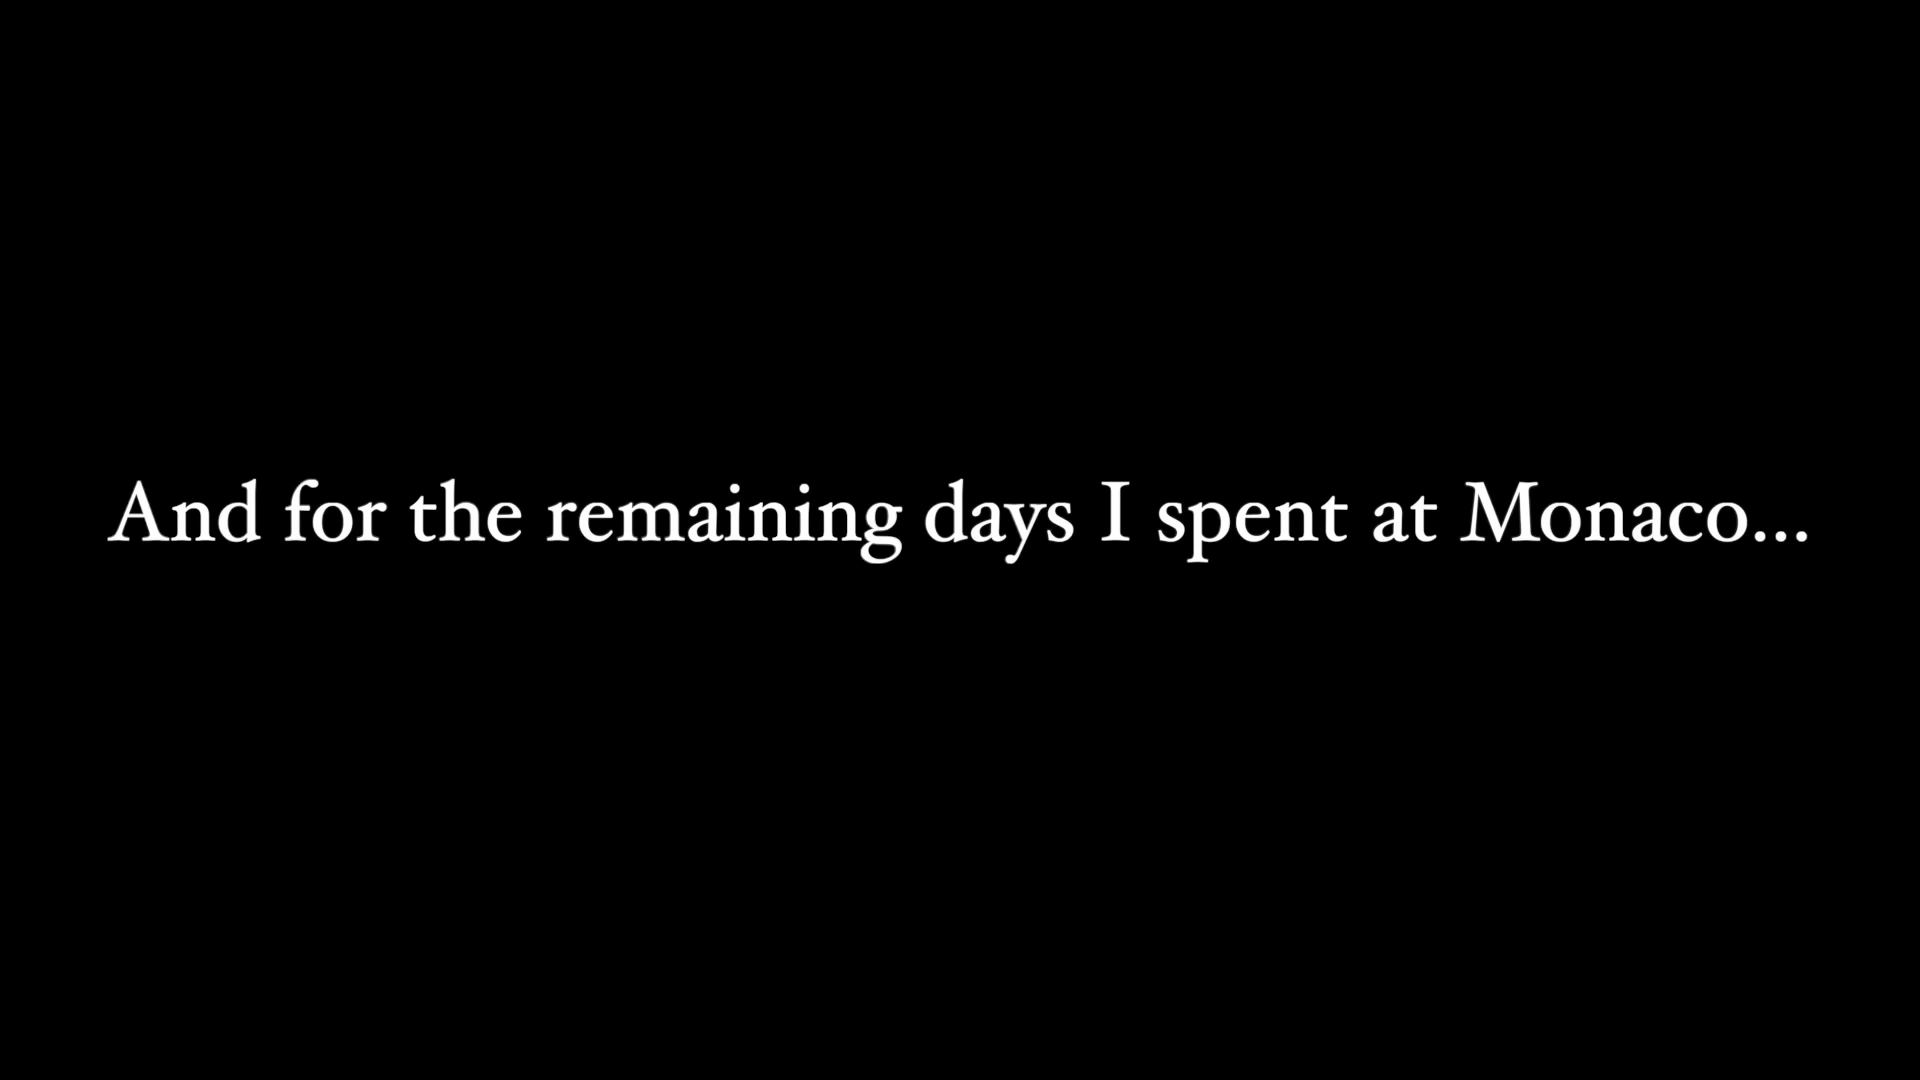 And for the remaining days I spent at Monaco...